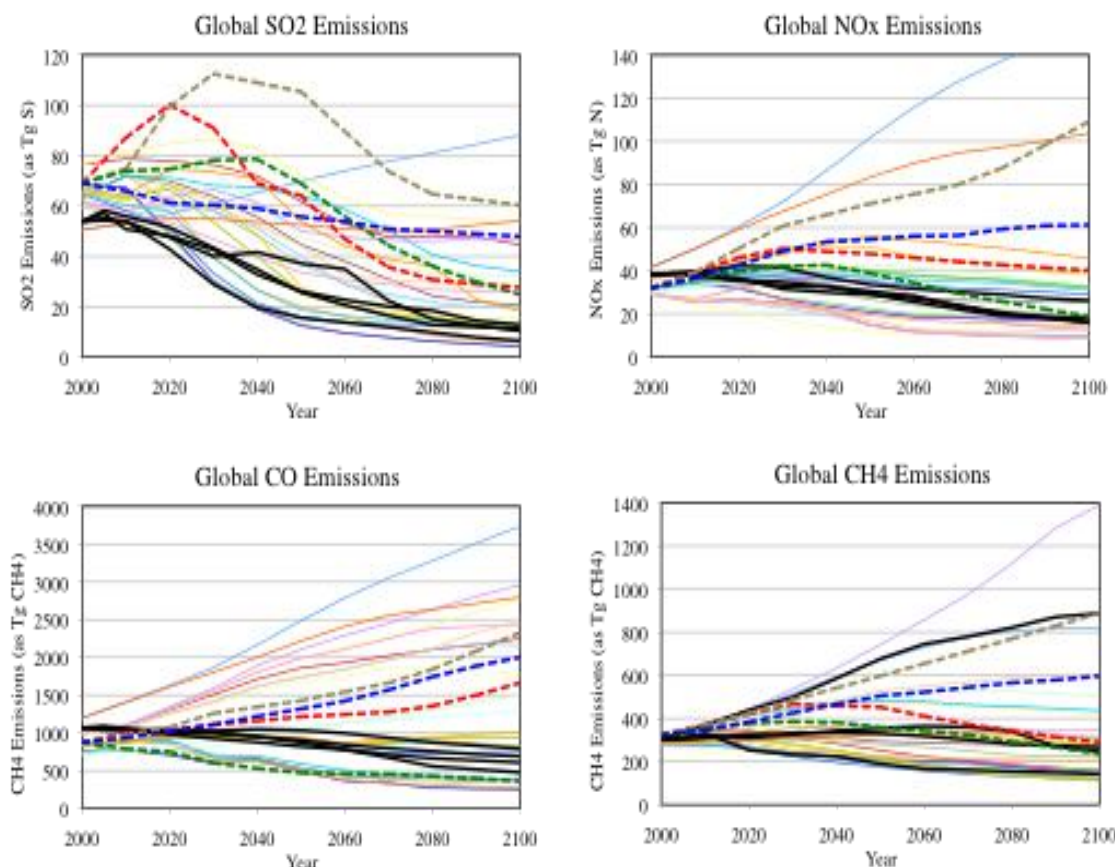 Global SO2 Emissions
SO2 Emissions (as Tg S)
120
100
80
60
40
20
0
2000 2020 2040 2060 2080 2100
Year
Global NOx Emissions
NOx Emissions (as Tg N)
140
120
100
80
60
40
20
0
2000 2020 2040 2060 2080 2100
Year
Global CO Emissions
CH4 Emissions (as Tg CH4)
4000
3500
3000
2500
2000
1500
1000
500
0
2000 2020 2040 2060 2080 2100
Year
Global CH4 Emissions
CH4 Emissions (as Tg CH4)
1400
1200
1000
800
600
400
200
0
2000 2020 2040 2060 2080 2100
Year